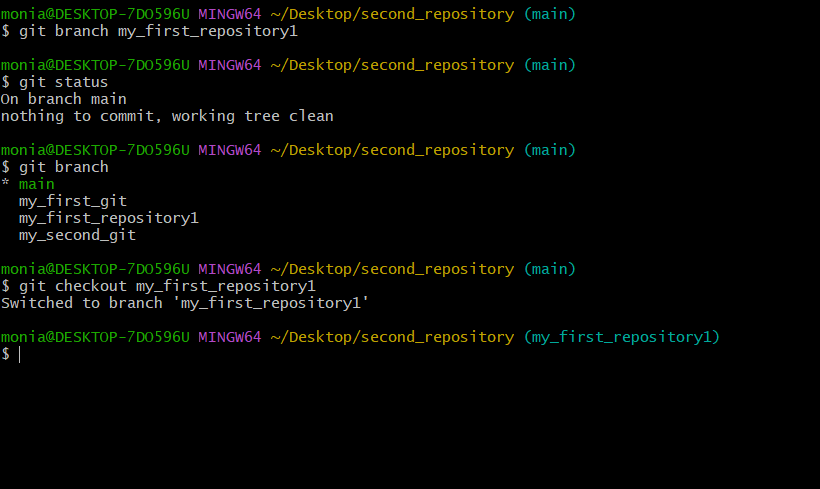 monia@DESKTOP-7DO596U MINGW64 ~/Desktop/second_repository (main)
$ git branch my_first_repository1
monia@DESKTOP-7DO596U MINGW64 ~/Desktop/second_repository (main)
$ git status
On branch main
nothing to commit, working tree clean
monia@DESKTOP-7DO596U MINGW64 ~/Desktop/second_repository (main)
$ git branch
* main
  my_first_git
  my_first_repository1
  my_second_git
monia@DESKTOP-7DO596U MINGW64 ~/Desktop/second_repository (main)
$ git checkout my_first_repository1
Switched to branch 'my_first_repository1'
monia@DESKTOP-7DO596U MINGW64 ~/Desktop/second_repository (my_first_repository1)
$